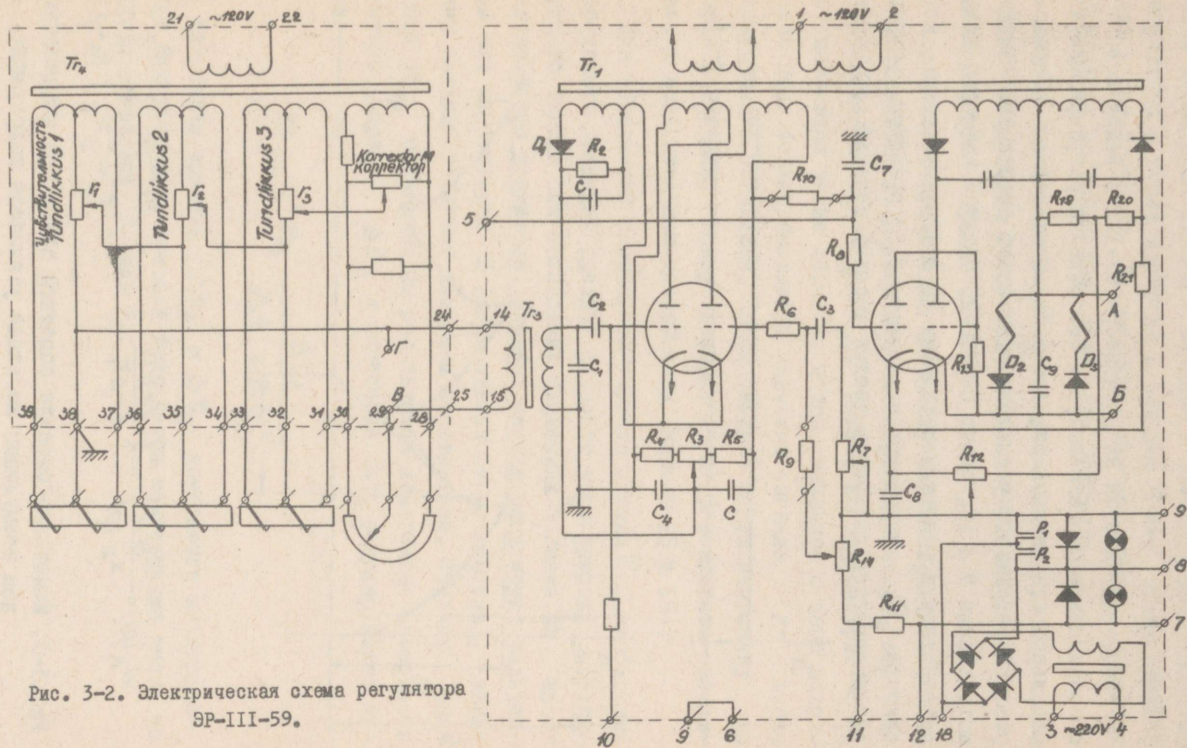 21 ~120V 22
1 ~120V 2
Tr₄
Tr₁
Чувствительность
Tundlikkus 1
r₁
Tundlikkus 2
r₂
Tundlikkus 3
r₃
Korrektor
корректор
D₁
R₂
C
R₁₀
C₇
5
R₈
R₁₉
R₂₀
R₂₁
A
24
14
Tr₃
C₂
C₁
R₆
C₃
R₁₃
D₂
C₉
D₃
Г
В
25
15
Б
38
37
36
35
34
33
32
31
30
29
28
R₄
R₃
R₅
C₄
C
R₉
R₇
R₁₂
C₈
9
P₁
P₂
8
R₁₄
R₁₁
7
10
9
6
11
12
18
3 ~220V 4
Рис. 3-2. Электрическая схема регулятора
ЭР-III-59.